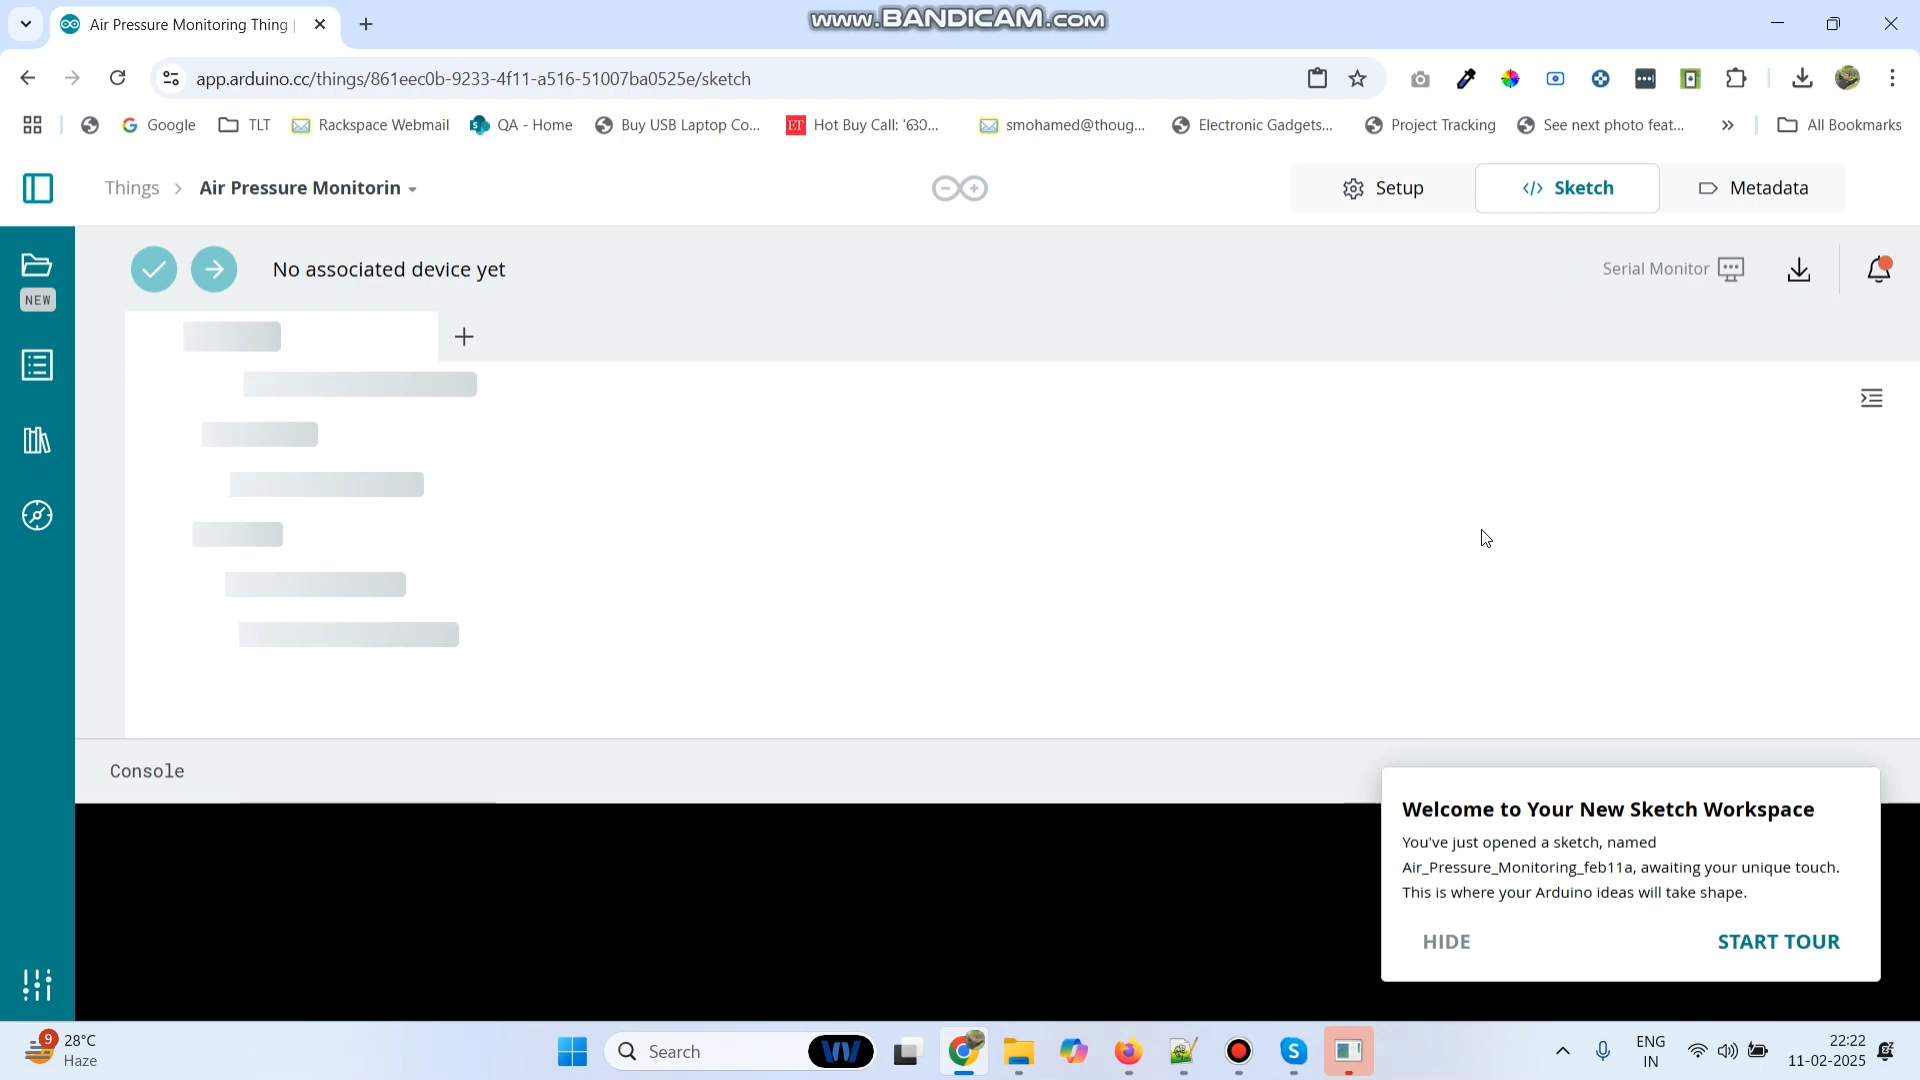 Air Pressure Monitoring Thing |
www.BANDICAM.com
app.arduino.cc/things/861eec0b-9233-4f11-a516-51007ba0525e/sketch
Google
TLT
Rackspace Webmail
QA - Home
Buy USB Laptop Co...
Hot Buy Call: '630...
smohamed@thoug...
Electronic Gadgets...
Project Tracking
See next photo feat...
All Bookmarks
Things > Air Pressure Monitorin
Setup
</> Sketch
Metadata
No associated device yet
Serial Monitor
NEW
Console
Welcome to Your New Sketch Workspace
You've just opened a sketch, named
Air_Pressure_Monitoring_feb11a, awaiting your unique touch.
This is where your Arduino ideas will take shape.
HIDE
START TOUR
9
28°C
Haze
Search
ENG
IN
22:22
11-02-2025